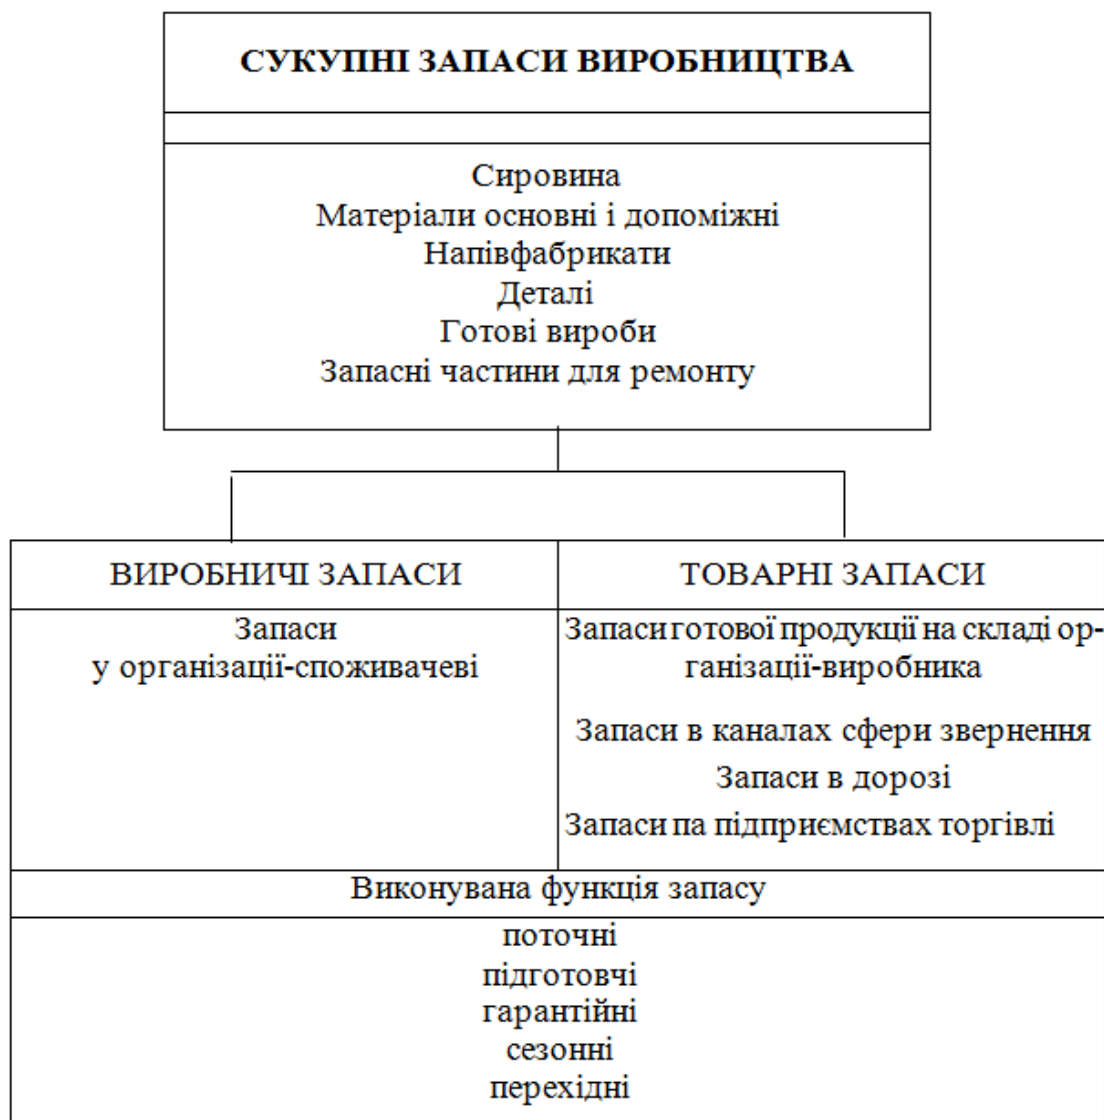 СУКУПНІ ЗАПАСИ ВИРОБНИЦТВА
Сировина
Матеріали основні і допоміжні
Напівфабрикати
Деталі
Готові вироби
Запасні частини для ремонту
ВИРОБНИЧІ ЗАПАСИ
Запаси
у організації-споживачеві
ТОВАРНІ ЗАПАСИ
Запаси готової продукції на складі ор-
ганізації-виробника
Запаси в каналах сфери звернення
Запаси в дорозі
Запаси па підприємствах торгівлі
Виконувана функція запасу
поточні
підготовчі
гарантійні
сезонні
перехідні